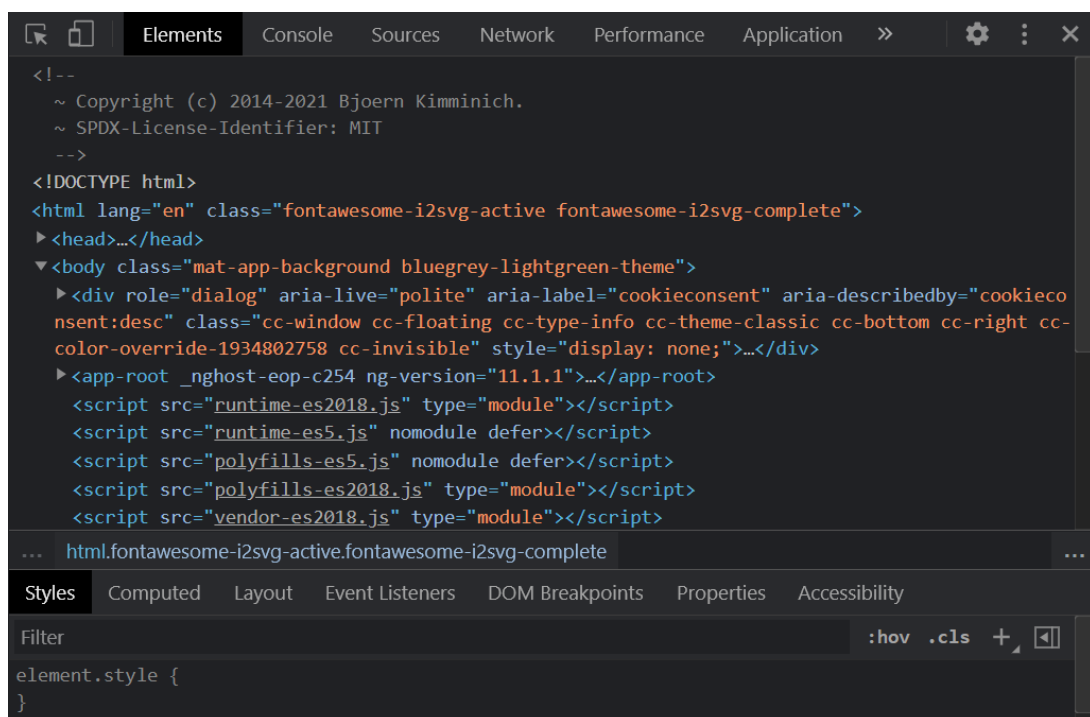 Elements Console Sources Network Performance Application »
<!--
~ Copyright (c) 2014-2021 Bjoern Kimminich.
~ SPDX-License-Identifier: MIT
-->
<!DOCTYPE html>
<html lang="en" class="fontawesome-i2svg-active fontawesome-i2svg-complete">
<head>…</head>
<body class="mat-app-background bluegrey-lightgreen-theme">
<div role="dialog" aria-live="polite" aria-label="cookieconsent" aria-describedby="cookieco
nsent:desc" class="cc-window cc-floating cc-type-info cc-theme-classic cc-bottom cc-right cc-
color-override-1934802758 cc-invisible" style="display: none;">…</div>
<app-root _nghost-eop-c254 ng-version="11.1.1">…</app-root>
<script src="runtime-es2018.js" type="module"></script>
<script src="runtime-es5.js" nomodule defer></script>
<script src="polyfills-es5.js" nomodule defer></script>
<script src="polyfills-es2018.js" type="module"></script>
<script src="vendor-es2018.js" type="module"></script>
... html.fontawesome-i2svg-active.fontawesome-i2svg-complete ...
Styles Computed Layout Event Listeners DOM Breakpoints Properties Accessibility
Filter :hov .cls +
element.style {
}